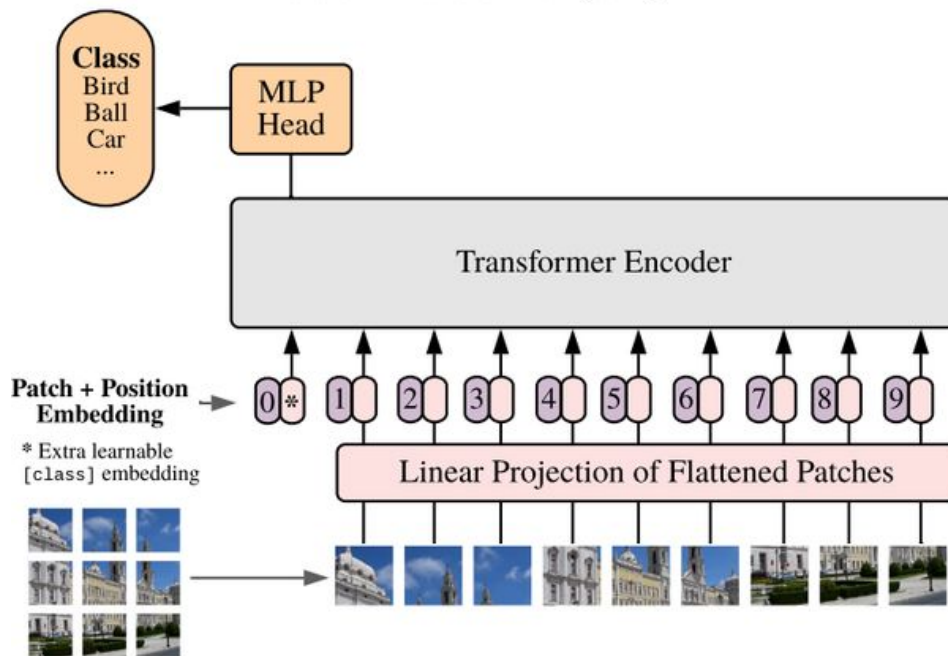 Class
Bird
Ball
Car
...
MLP
Head
Transformer Encoder
Patch + Position
Embedding
0 * 1 2 3 4 5 6 7 8 9
* Extra learnable
[class] embedding
Linear Projection of Flattened Patches